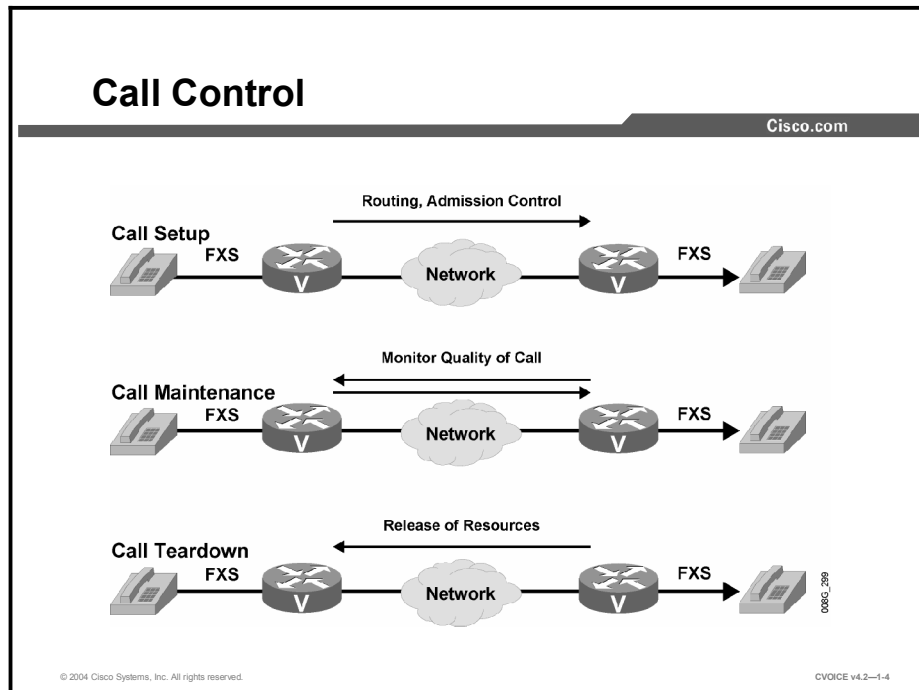 Call Control
Cisco.com
Routing, Admission Control
Call Setup
FXS
V
Network
V
FXS
Monitor Quality of Call
Call Maintenance
FXS
V
Network
V
FXS
Release of Resources
Call Teardown
FXS
V
Network
V
FXS
008G_299
© 2004 Cisco Systems, Inc. All rights reserved.
CVOICE v4.2—1-4